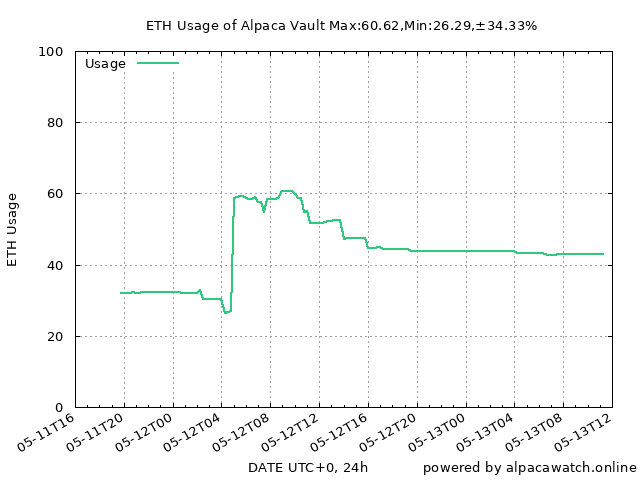 ETH Usage of Alpaca Vault Max:60.62,Min:26.29,±34.33%
100
Usage
80
60
ETH Usage
40
20
0
05-11T16
05-11T20
05-12T00
05-12T04
05-12T08
05-12T12
05-12T16
05-12T20
05-13T00
05-13T04
05-13T08
05-13T12
DATE UTC+0, 24h
powered by alpacawatch.online